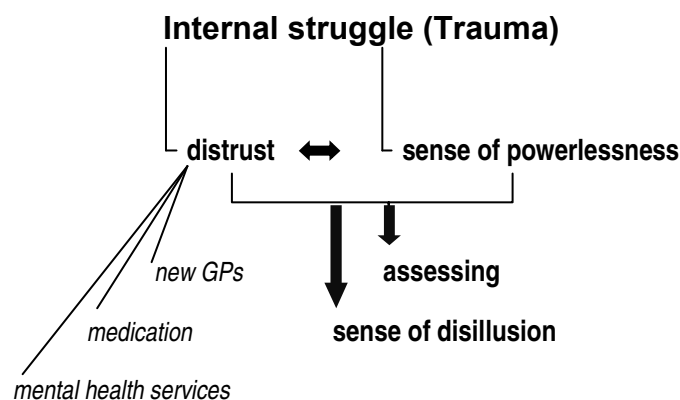 Internal struggle (Trauma)
distrust
sense of powerlessness
new GPs
assessing
medication
sense of disillusion
mental health services